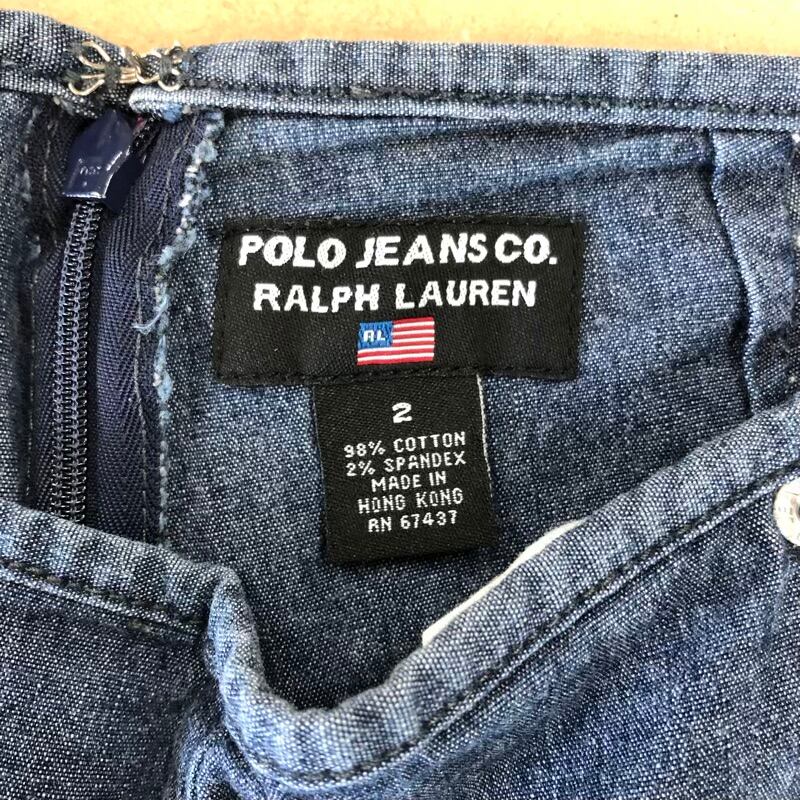 POLO JEANS CO.
RALPH LAUREN
RL
2
98% COTTON
2% SPANDEX
MADE IN
HONG KONG
RN 67437